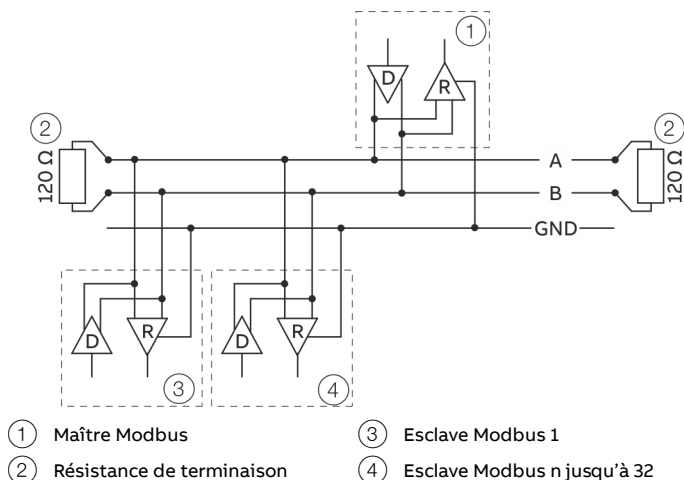 ①
D
R
②
②
120 Ω
A
120 Ω
B
GND
D
R
D
R
③
④
① Maître Modbus
③ Esclave Modbus 1
② Résistance de terminaison
④ Esclave Modbus n jusqu'à 32